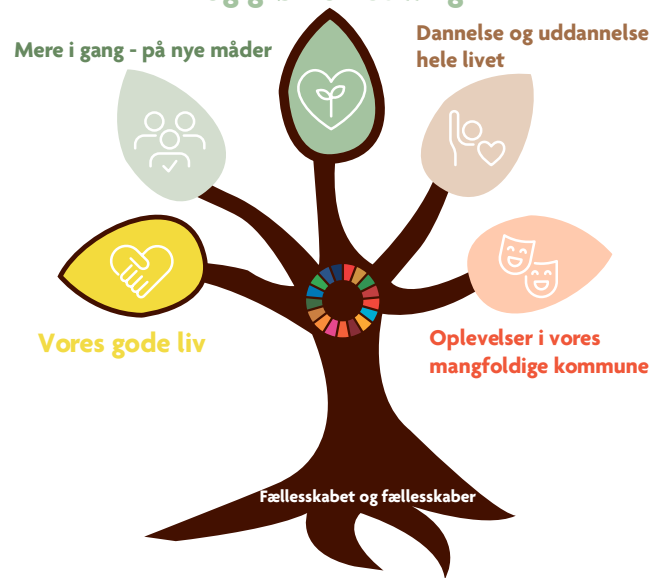 Mere i gang - på nye måder
Dannelse og uddannelse
hele livet
Vores gode liv
Oplevelser i vores
mangfoldige kommune
Fællesskabet og fællesskaber